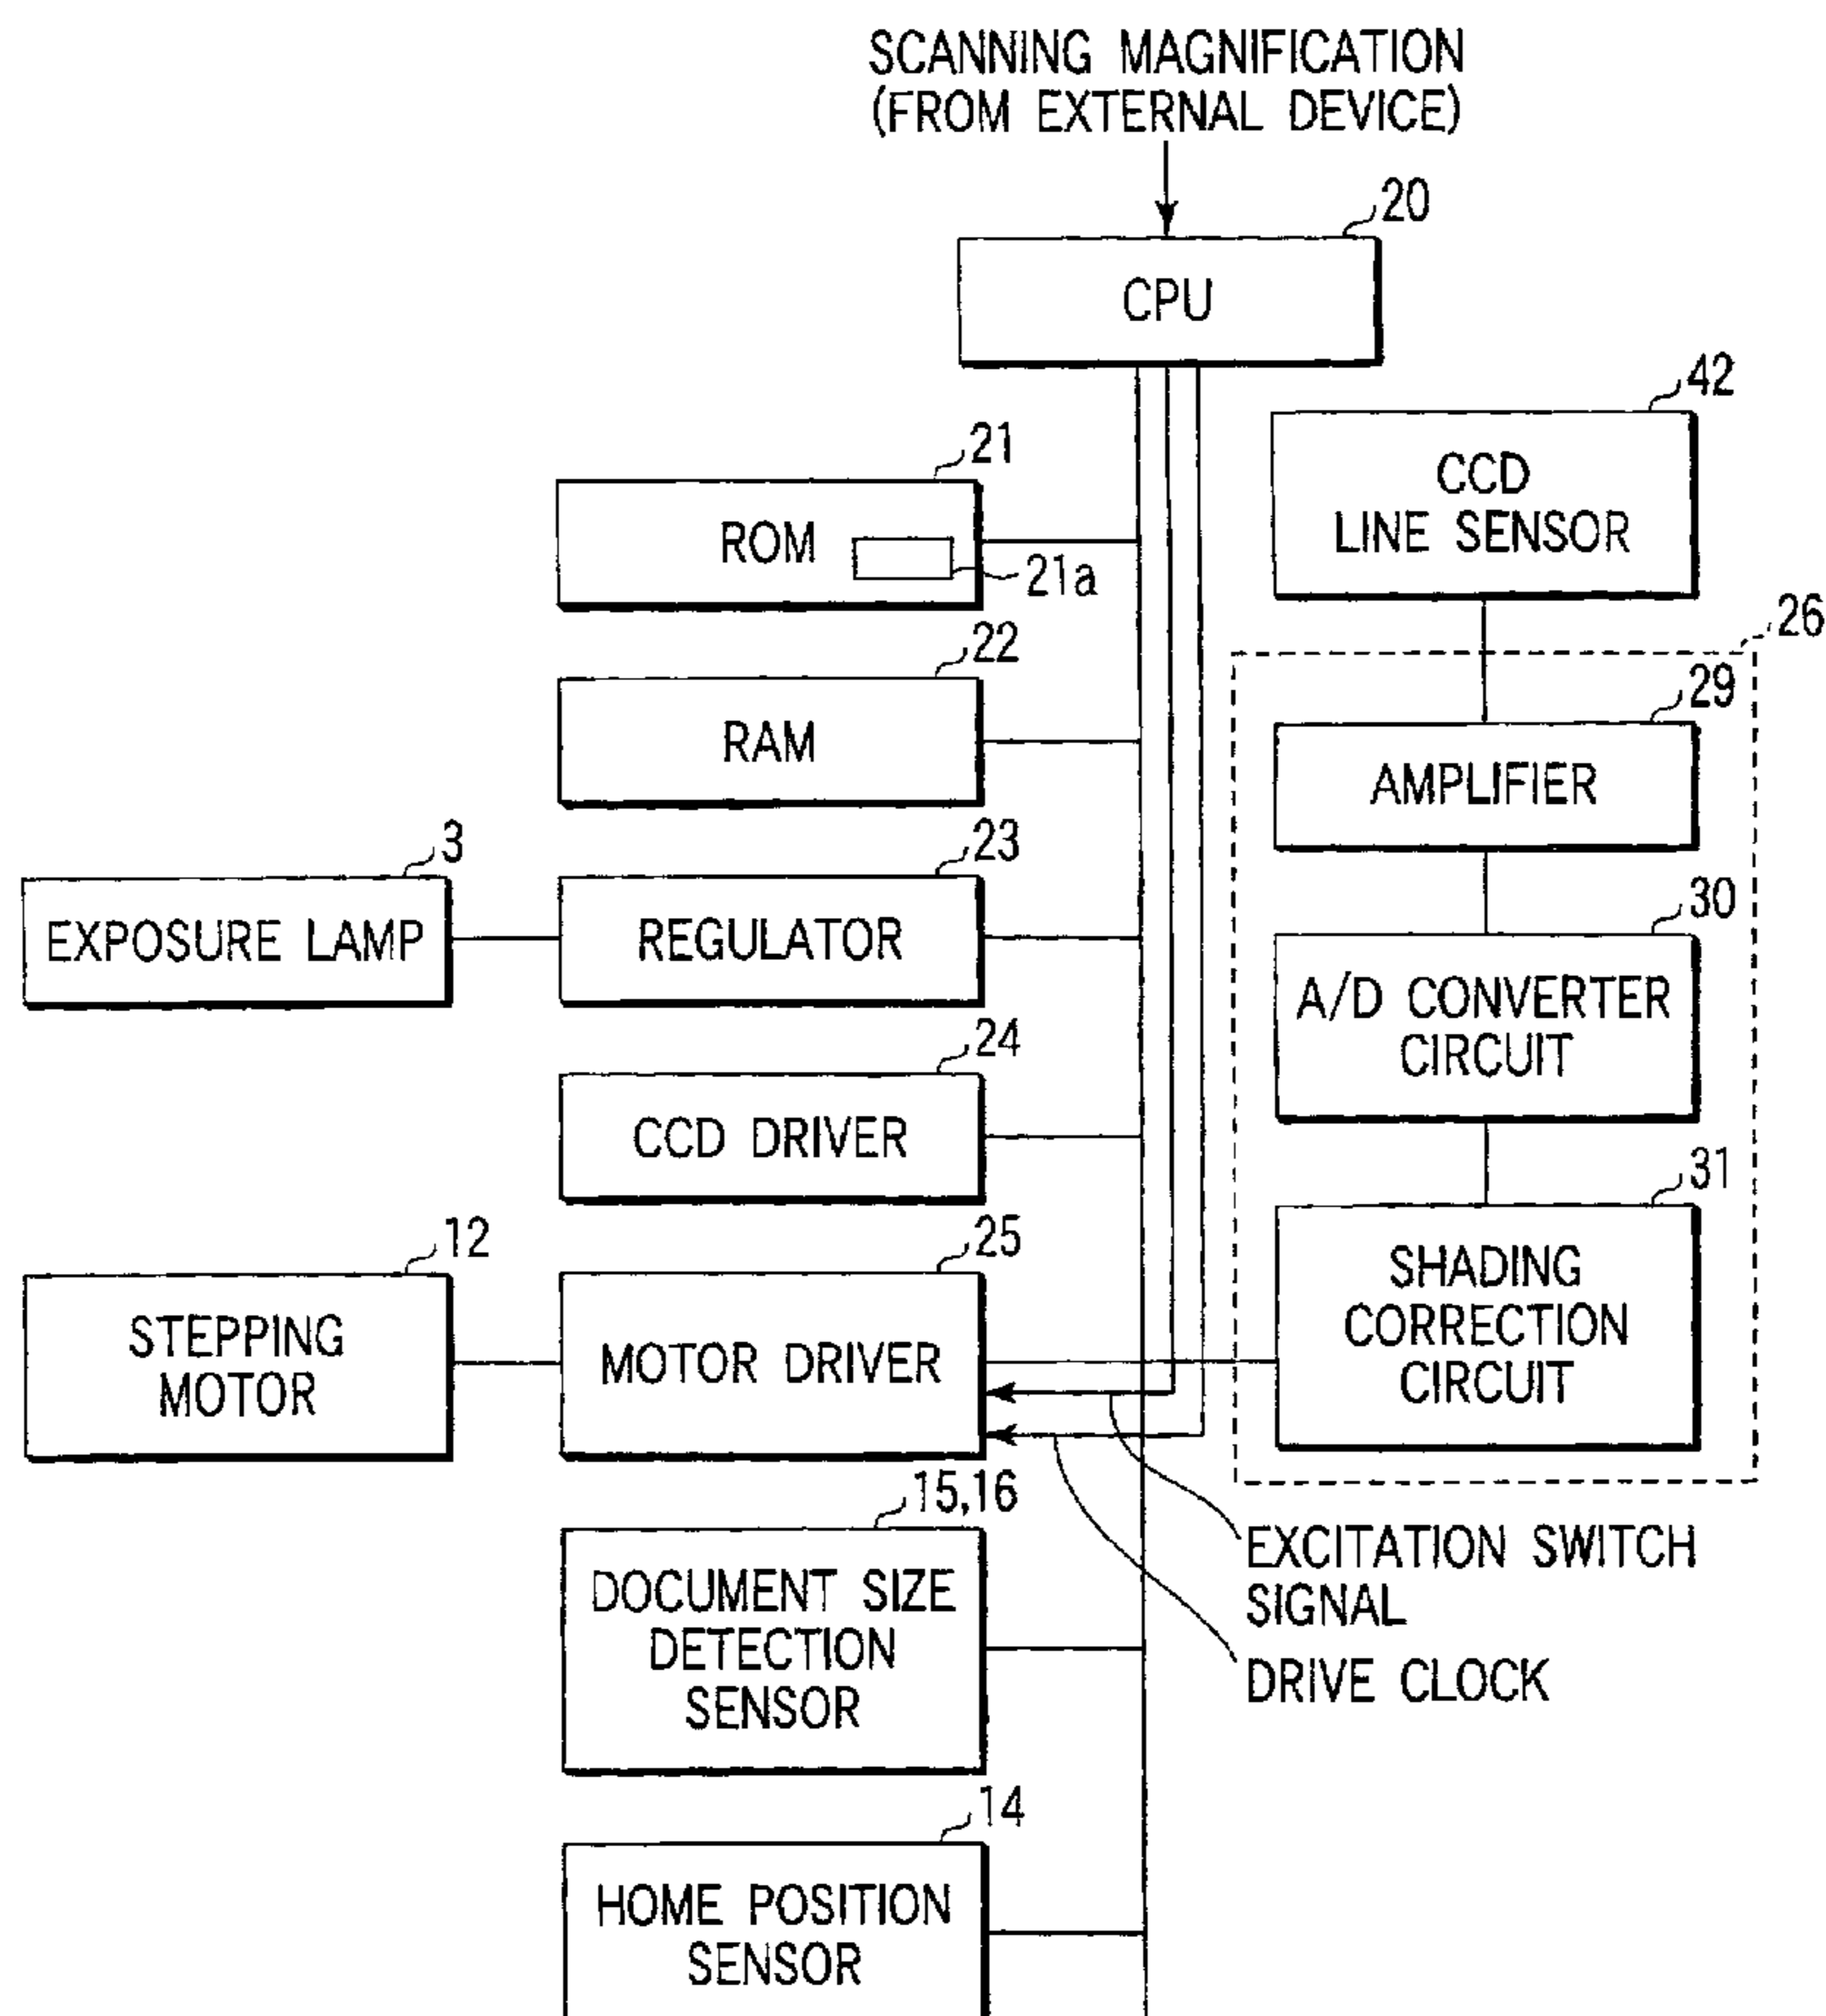 SCANNING MAGNIFICATION
(FROM EXTERNAL DEVICE)
20
CPU
42
CCD
LINE SENSOR
21
ROM
21a
26
22
RAM
29
AMPLIFIER
3
EXPOSURE LAMP
23
REGULATOR
30
A/D CONVERTER
CIRCUIT
24
CCD DRIVER
31
SHADING
CORRECTION
CIRCUIT
12
STEPPING
MOTOR
25
MOTOR DRIVER
EXCITATION SWITCH
SIGNAL
DRIVE CLOCK
15,16
DOCUMENT SIZE
DETECTION
SENSOR
14
HOME POSITION
SENSOR